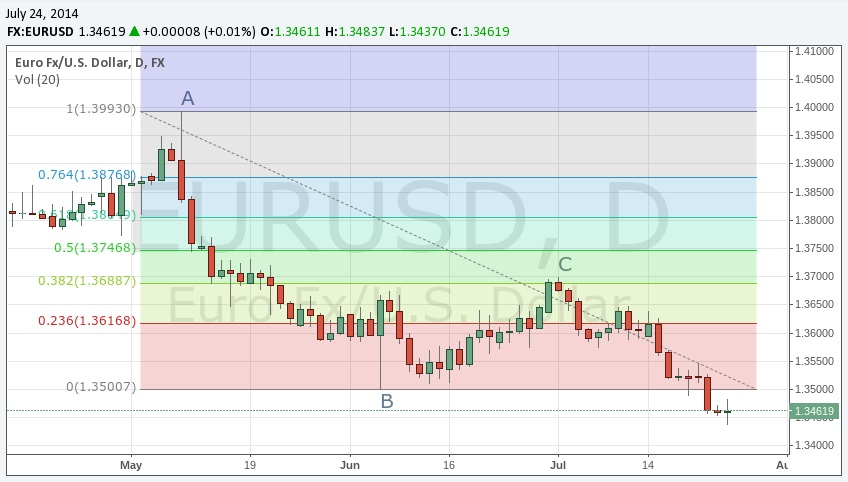 July 24, 2014
FX:EURUSD 1.34619 ▲ +0.00008 (+0.01%) O:1.34611 H:1.34837 L:1.34370 C:1.34619
Euro Fx/U.S. Dollar, D, FX
Vol (20)
1.41000
1.40500
A
1(1.39930)
1.40000
1.39500
1.39000
0.764(1.38768)
1.38500
EURUSD, D
1.38000
0.5(1.37468)
1.37500
C
1.37000
0.382(1.36887)
Euro Fx/U.S. Dollar
1.36500
0.236(1.36168)
1.36000
1.35500
0(1.35007)
1.35000
B
1.34619
1.34000
May 19 Jun 16 Jul 14